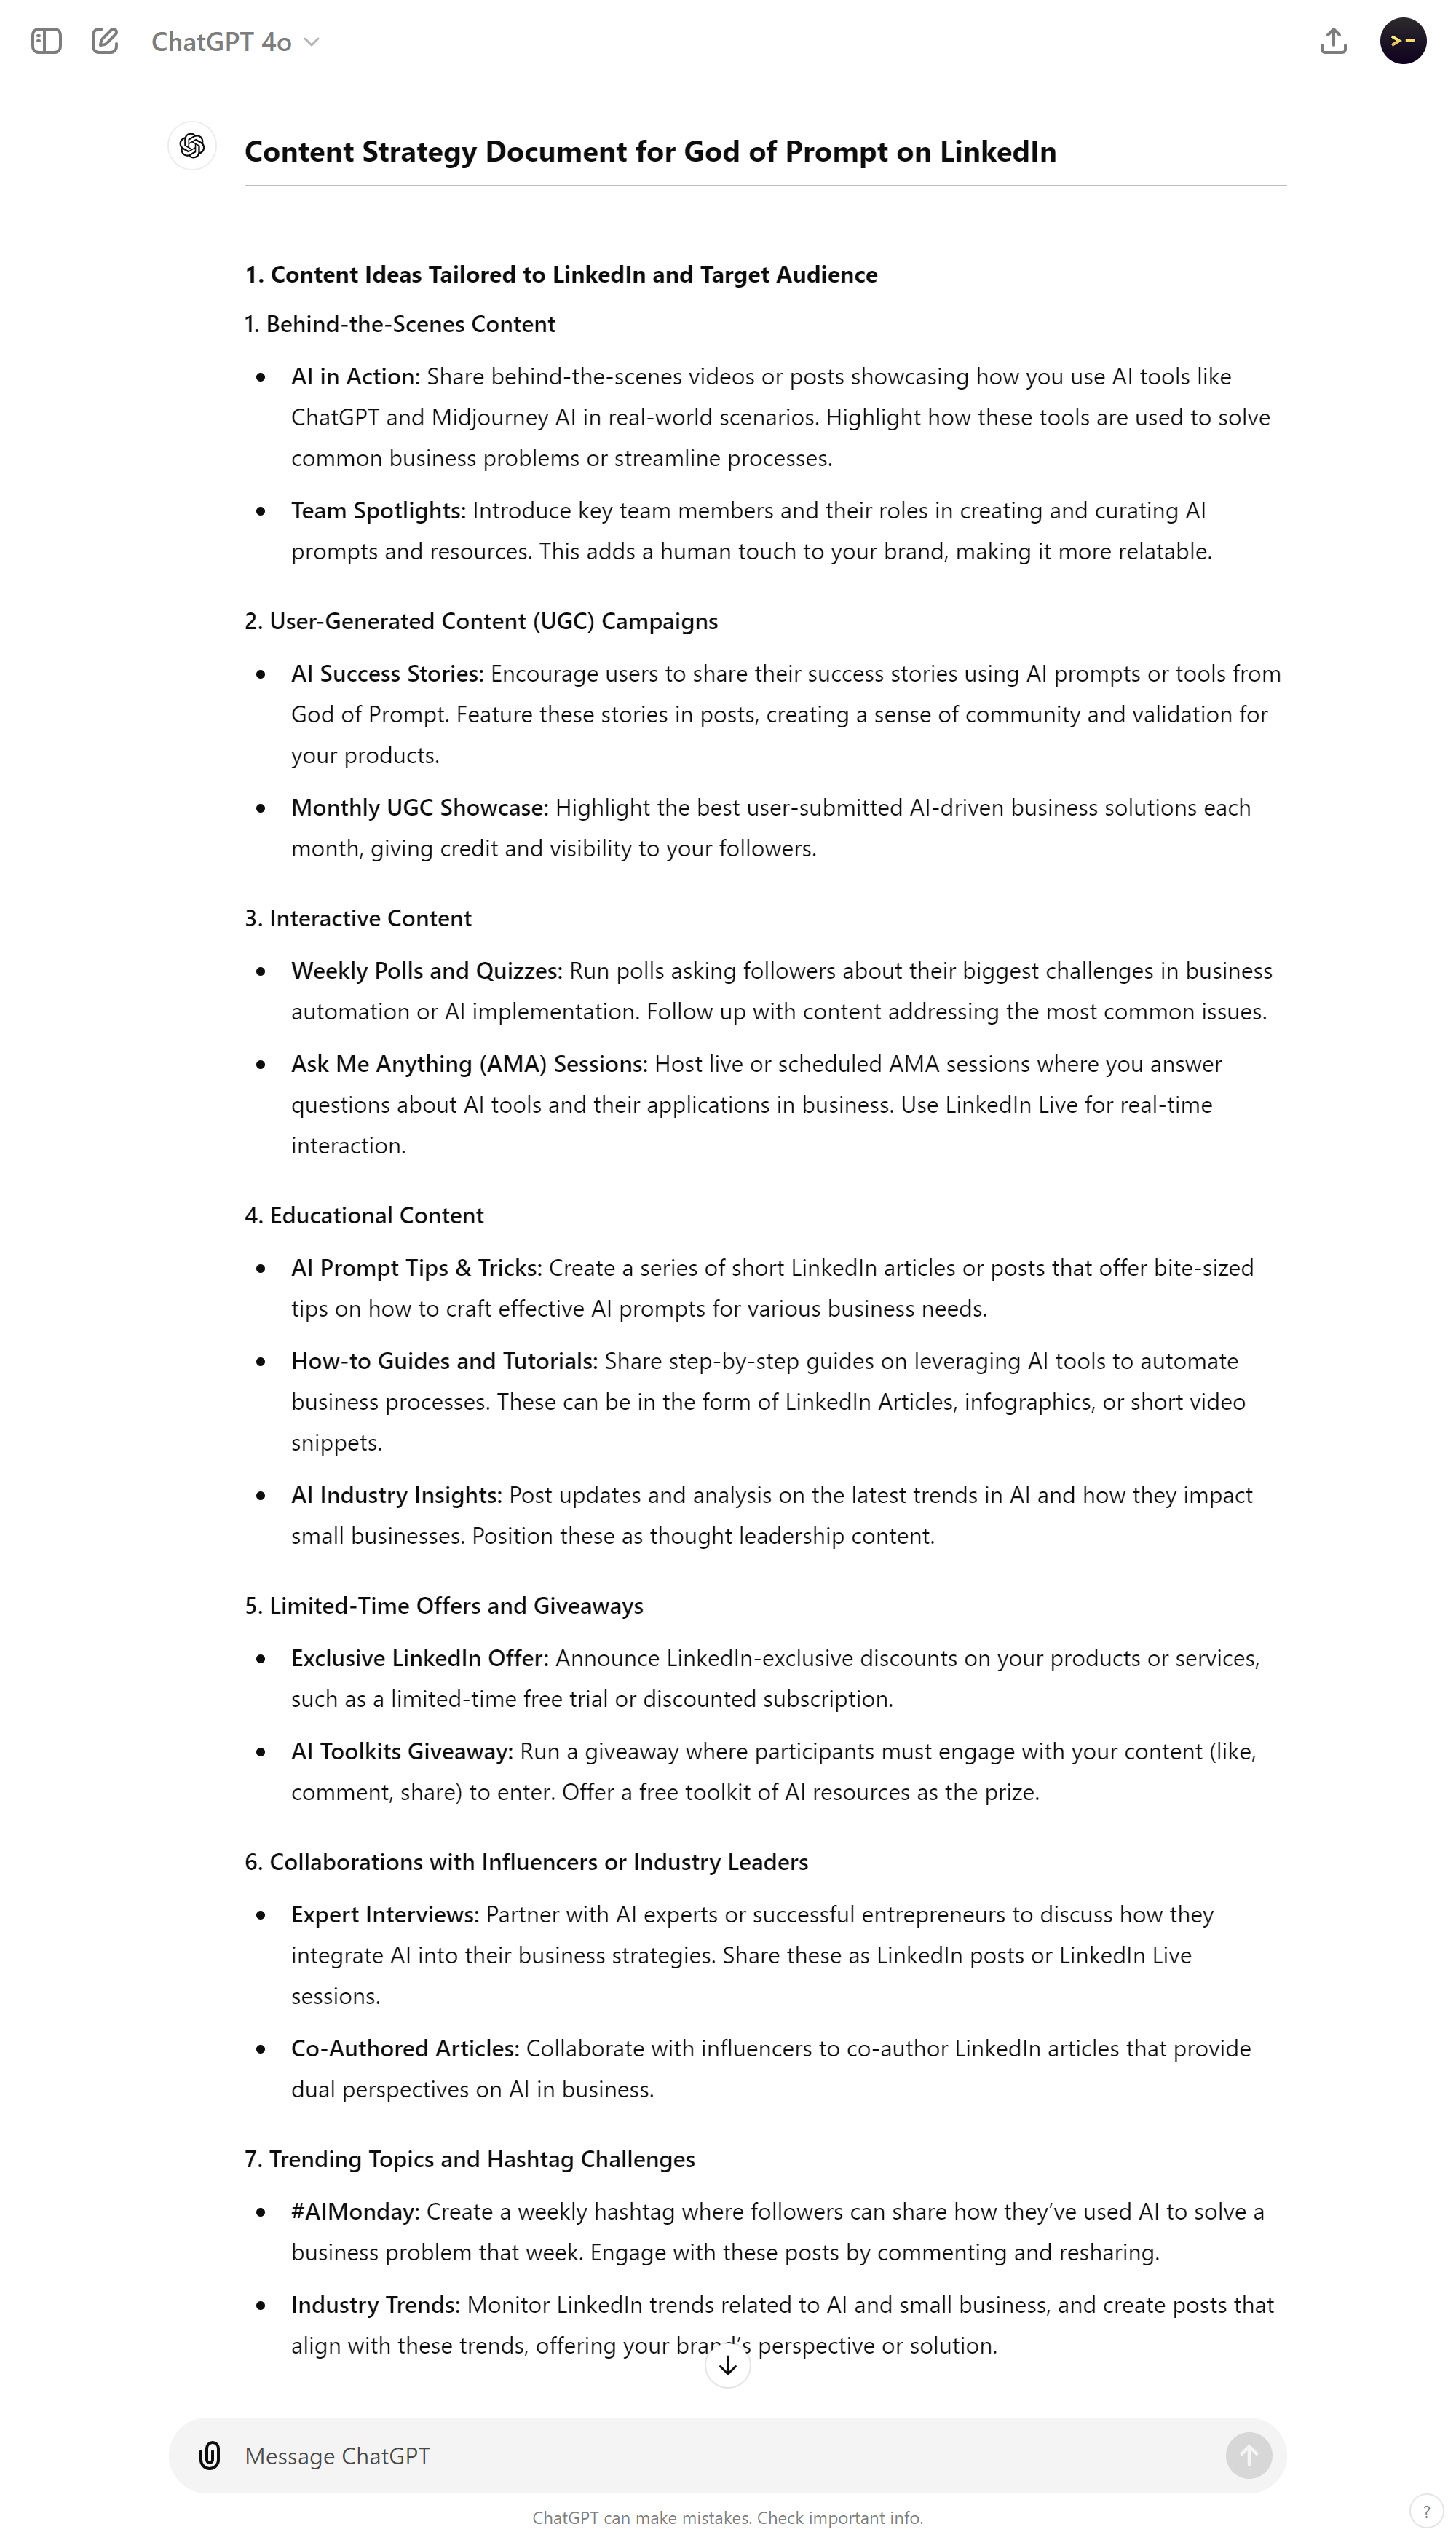 ChatGPT 4o
>-
Content Strategy Document for God of Prompt on LinkedIn
1. Content Ideas Tailored to LinkedIn and Target Audience
1. Behind-the-Scenes Content
• AI in Action: Share behind-the-scenes videos or posts showcasing how you use AI tools like
ChatGPT and Midjourney AI in real-world scenarios. Highlight how these tools are used to solve
common business problems or streamline processes.
• Team Spotlights: Introduce key team members and their roles in creating and curating AI
prompts and resources. This adds a human touch to your brand, making it more relatable.
2. User-Generated Content (UGC) Campaigns
• AI Success Stories: Encourage users to share their success stories using AI prompts or tools from
God of Prompt. Feature these stories in posts, creating a sense of community and validation for
your products.
• Monthly UGC Showcase: Highlight the best user-submitted AI-driven business solutions each
month, giving credit and visibility to your followers.
3. Interactive Content
• Weekly Polls and Quizzes: Run polls asking followers about their biggest challenges in business
automation or AI implementation. Follow up with content addressing the most common issues.
• Ask Me Anything (AMA) Sessions: Host live or scheduled AMA sessions where you answer
questions about AI tools and their applications in business. Use LinkedIn Live for real-time
interaction.
4. Educational Content
• AI Prompt Tips & Tricks: Create a series of short LinkedIn articles or posts that offer bite-sized
tips on how to craft effective AI prompts for various business needs.
• How-to Guides and Tutorials: Share step-by-step guides on leveraging AI tools to automate
business processes. These can be in the form of LinkedIn Articles, infographics, or short video
snippets.
• AI Industry Insights: Post updates and analysis on the latest trends in AI and how they impact
small businesses. Position these as thought leadership content.
5. Limited-Time Offers and Giveaways
• Exclusive LinkedIn Offer: Announce LinkedIn-exclusive discounts on your products or services,
such as a limited-time free trial or discounted subscription.
• AI Toolkits Giveaway: Run a giveaway where participants must engage with your content (like,
comment, share) to enter. Offer a free toolkit of AI resources as the prize.
6. Collaborations with Influencers or Industry Leaders
• Expert Interviews: Partner with AI experts or successful entrepreneurs to discuss how they
integrate AI into their business strategies. Share these as LinkedIn posts or LinkedIn Live
sessions.
• Co-Authored Articles: Collaborate with influencers to co-author LinkedIn articles that provide
dual perspectives on AI in business.
7. Trending Topics and Hashtag Challenges
• #AIMonday: Create a weekly hashtag where followers can share how they’ve used AI to solve a
business problem that week. Engage with these posts by commenting and resharing.
• Industry Trends: Monitor LinkedIn trends related to AI and small business, and create posts that
align with these trends, offering your brand’s perspective or solution.
Message ChatGPT
ChatGPT can make mistakes. Check important info.
?